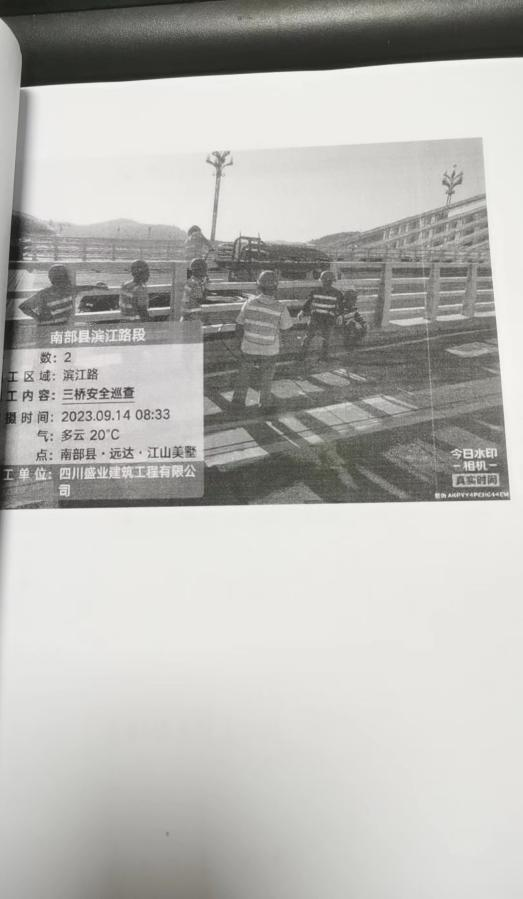 南部县滨江路段
数：2
工区域：滨江路
工内容：三桥安全巡查
摄时间：2023.09.14 08:33
气：多云 20℃
点：南部县·远达·江山美墅
工单位：四川盛业建筑工程有限公
司
今日水印
-相机-
真实时间